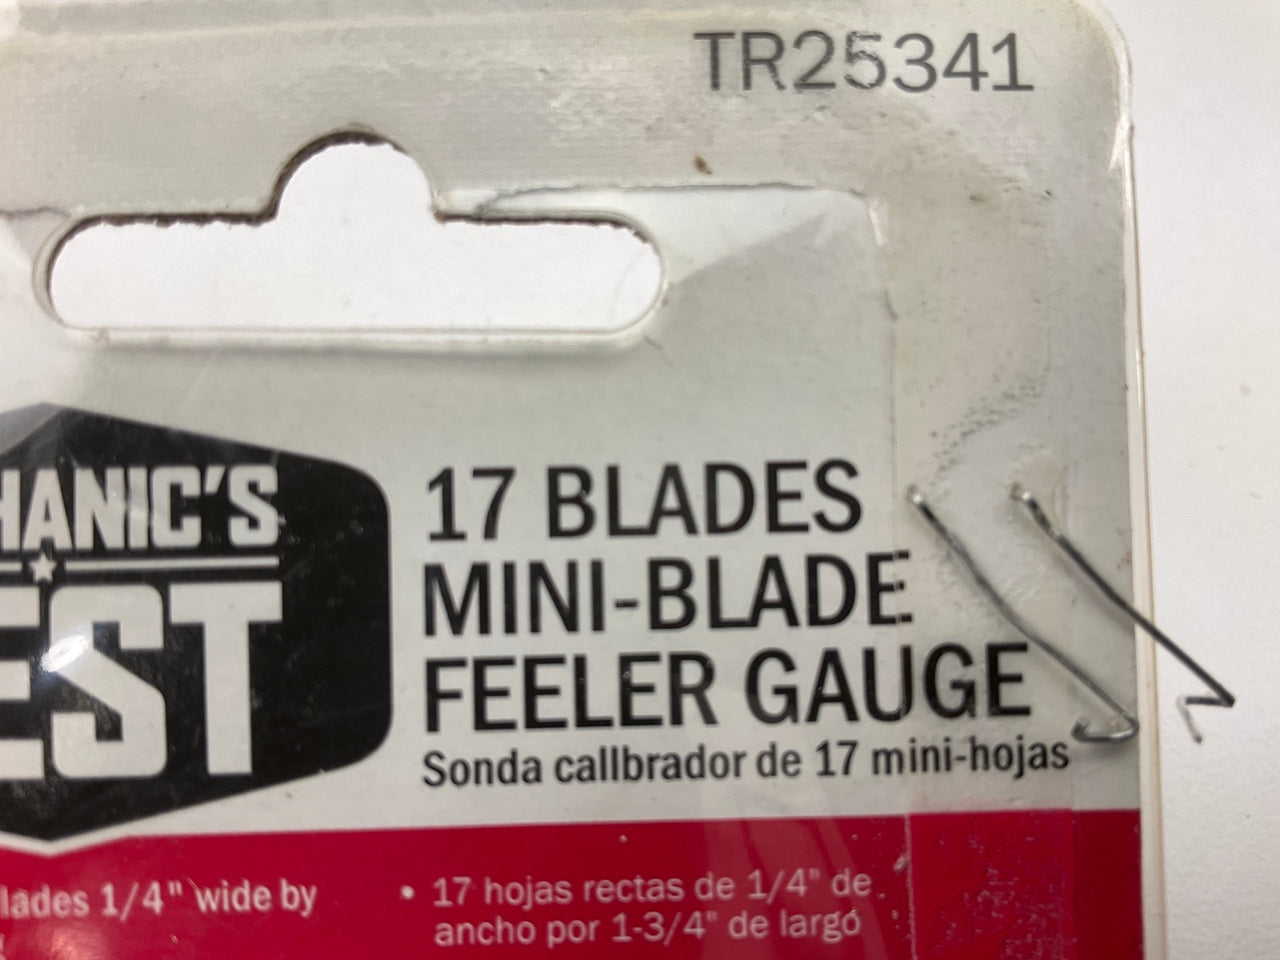 TR25341
HANIC'S
EST
17 BLADES
MINI-BLADE
FEELER GAUGE
Sonda callbrador de 17 mini-hojas
lades 1/4" wide by
• 17 hojas rectas de 1/4" de
ancho por 1-3/4" de largó